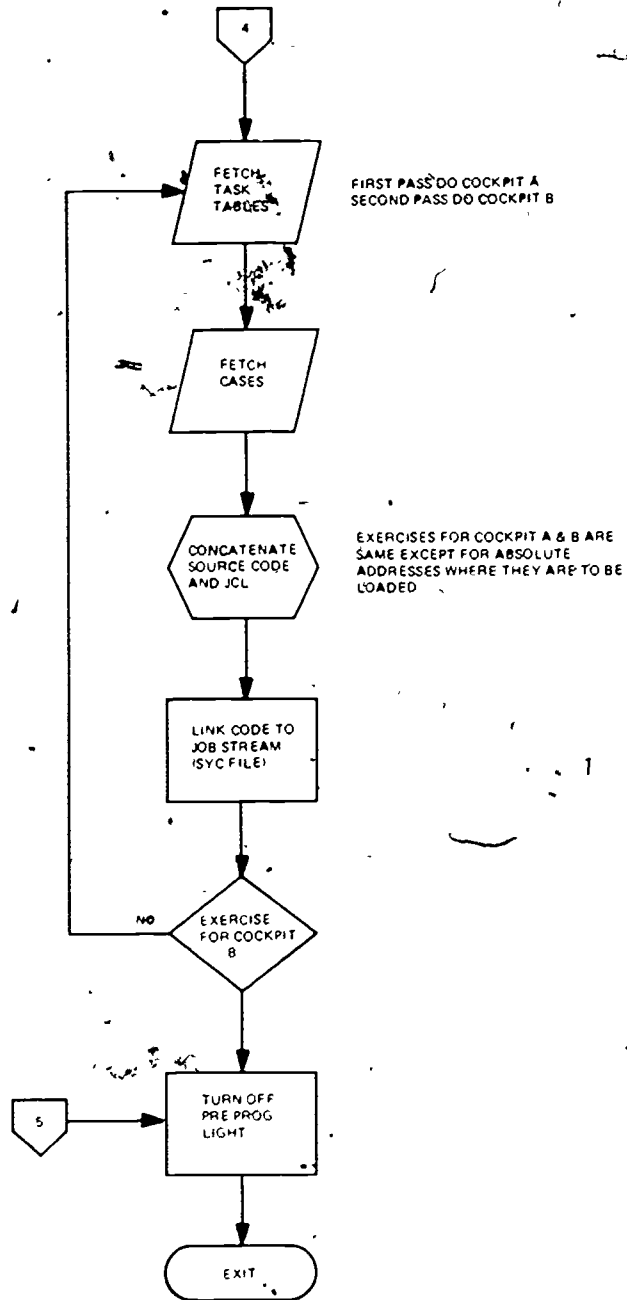 4
FETCH
TASK
TABLES
FIRST PASS DO COCKPIT A
SECOND PASS DO COCKPIT B
FETCH
CASES
CONCATENATE
SOURCE CODE
AND JCL
EXERCISES FOR COCKPIT A & B ARE
SAME EXCEPT FOR ABSOLUTE
ADDRESSES WHERE THEY ARE TO BE
LOADED
LINK CODE TO
JOB STREAM
(SYC FILE)
NO
EXERCISE
FOR COCKPIT
B
5
TURN OFF
PRE PROG
LIGHT
EXIT